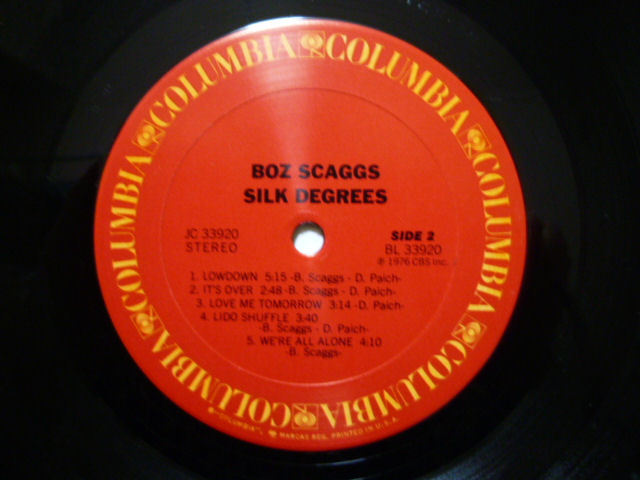 COLUMBIA COLUMBIA COLUMBIA COLUMBIA COLUMBIA COLUMBIA
BOZ SCAGGS
SILK DEGREES
JC 33920
STEREO
SIDE 2
BL 33920
℗ 1976 CBS Inc.
1. LOWDOWN 5:15 -B. Scaggs - D. Paich-
2. IT'S OVER 2:48 -B. Scaggs - D. Paich-
3. LOVE ME TOMORROW 3:14 -D. Paich-
4. LIDO SHUFFLE 3:40
-B. Scaggs - D. Paich-
5. WE'RE ALL ALONE 4:10
-B. Scaggs-
"COLUMBIA", MARCAS REG. PRINTED IN U.S.A.